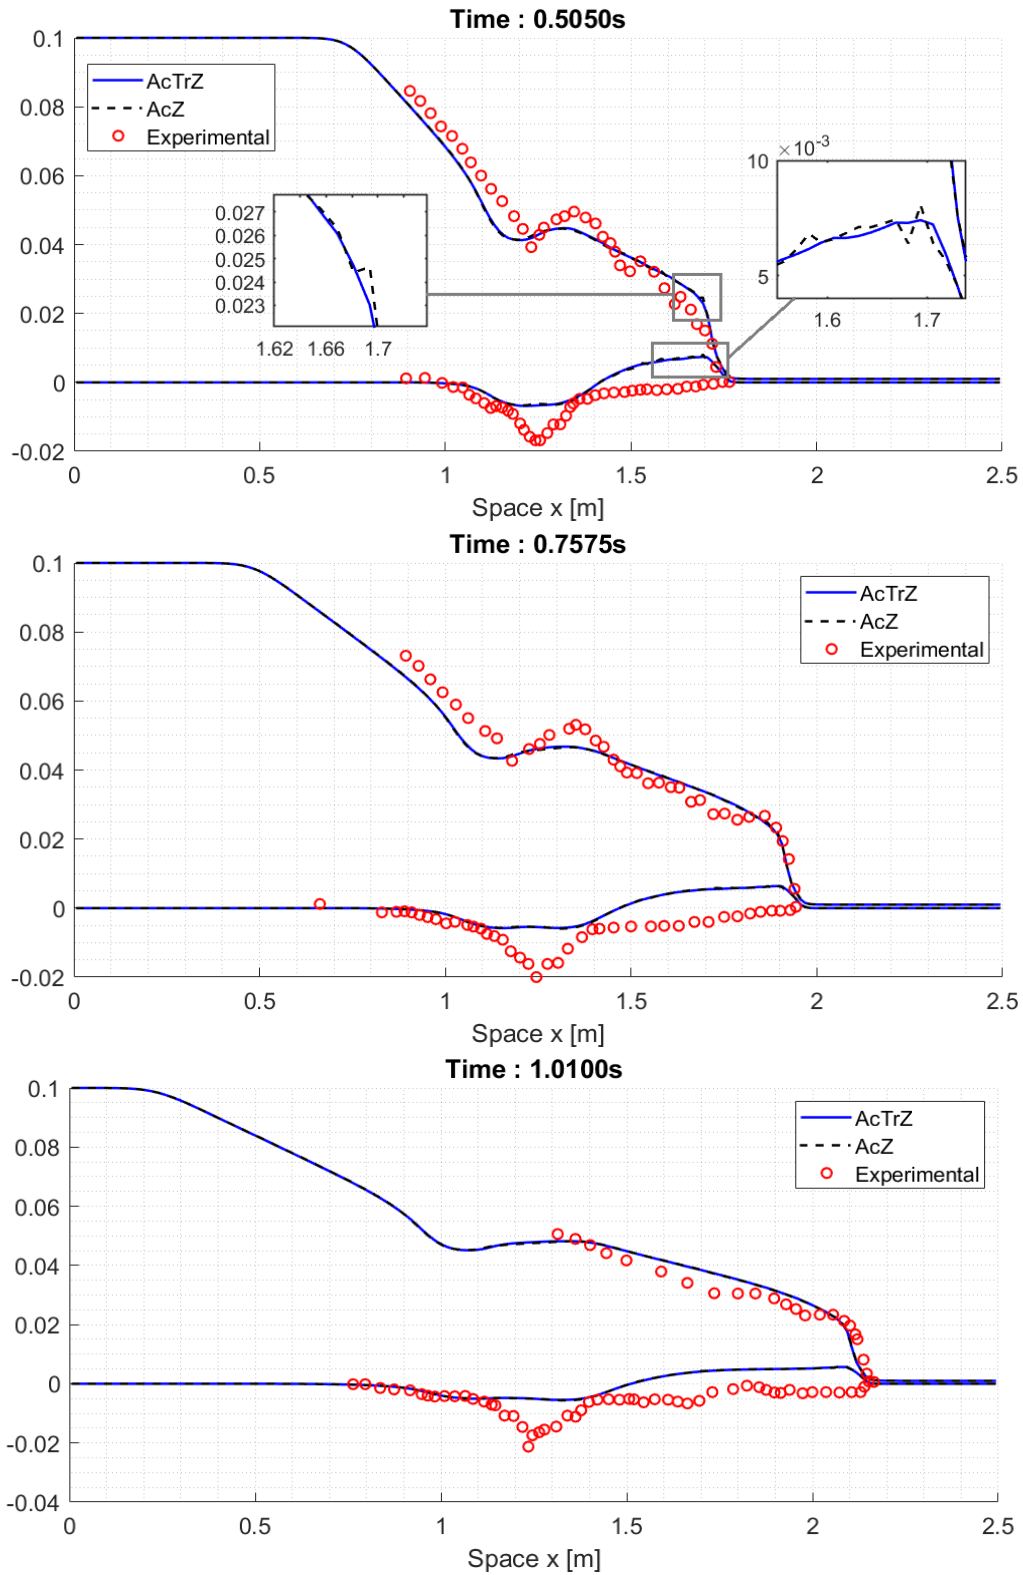 Time : 0.5050s
0.1
0.08
0.06
0.04
0.02
0
-0.02
AcTrZ
AcZ
Experimental
0.027
0.026
0.025
0.024
0.023
1.62 1.66 1.7
10 ×10-3
5
1.6 1.7
0 0.5 1 1.5 2 2.5
Space x [m]
Time : 0.7575s
0.1
0.08
0.06
0.04
0.02
0
-0.02
AcTrZ
AcZ
Experimental
0 0.5 1 1.5 2 2.5
Space x [m]
Time : 1.0100s
0.1
0.08
0.06
0.04
0.02
0
-0.02
-0.04
AcTrZ
AcZ
Experimental
0 0.5 1 1.5 2 2.5
Space x [m]